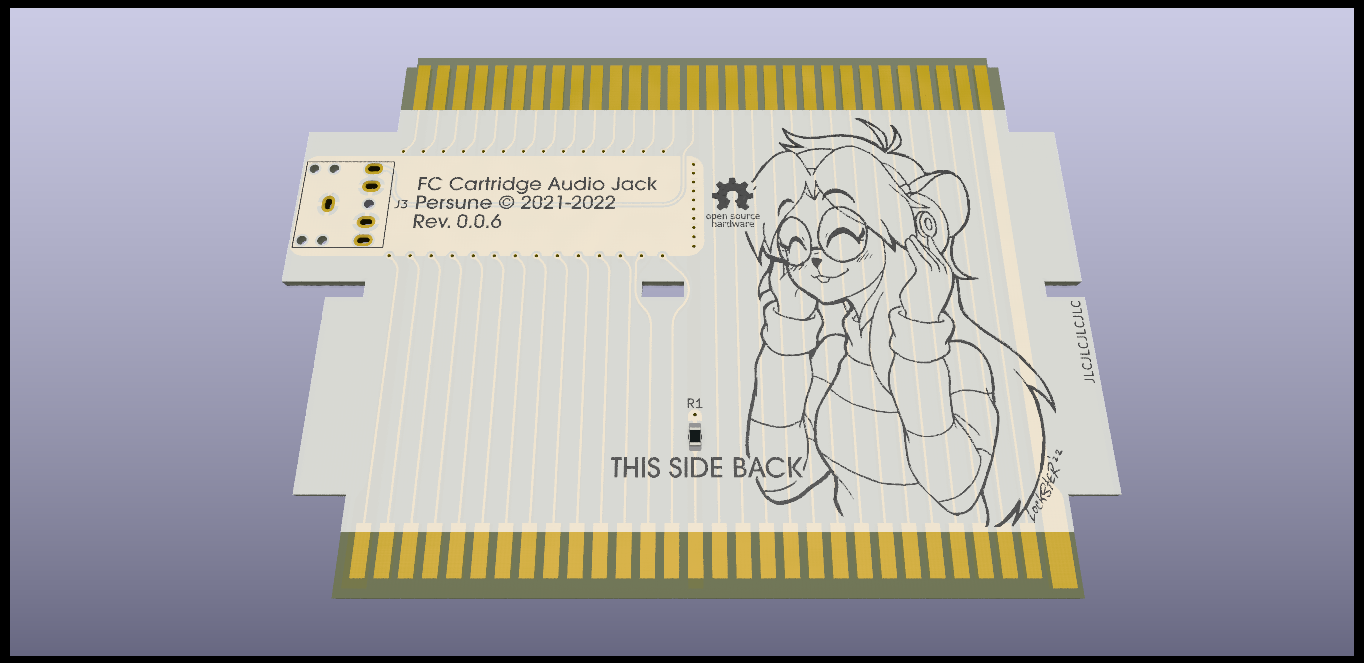 FC Cartridge Audio Jack
J3 Persune © 2021-2022
Rev. 0.0.6
open source
hardware
JLCJLCJLCJLC
R1
THIS SIDE BACK
LOCKSTER '22